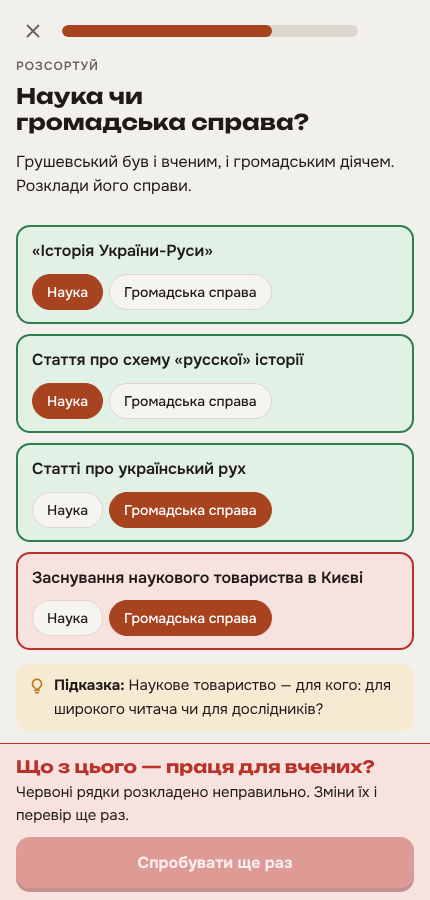 РОЗСОРТУЙ
Наука чи
громадська справа?
Грушевський був і вченим, і громадським діячем.
Розклади його справи.
«Історія України-Руси»
Наука
Громадська справа
Стаття про схему «русскої» історії
Наука
Громадська справа
Статті про український рух
Наука
Громадська справа
Заснування наукового товариства в Києві
Наука
Громадська справа
Підказка: Наукове товариство — для кого: для
широкого читача чи для дослідників?
Що з цього — праця для вчених?
Червоні рядки розкладено неправильно. Зміни їх і
перевір ще раз.
Спробувати ще раз